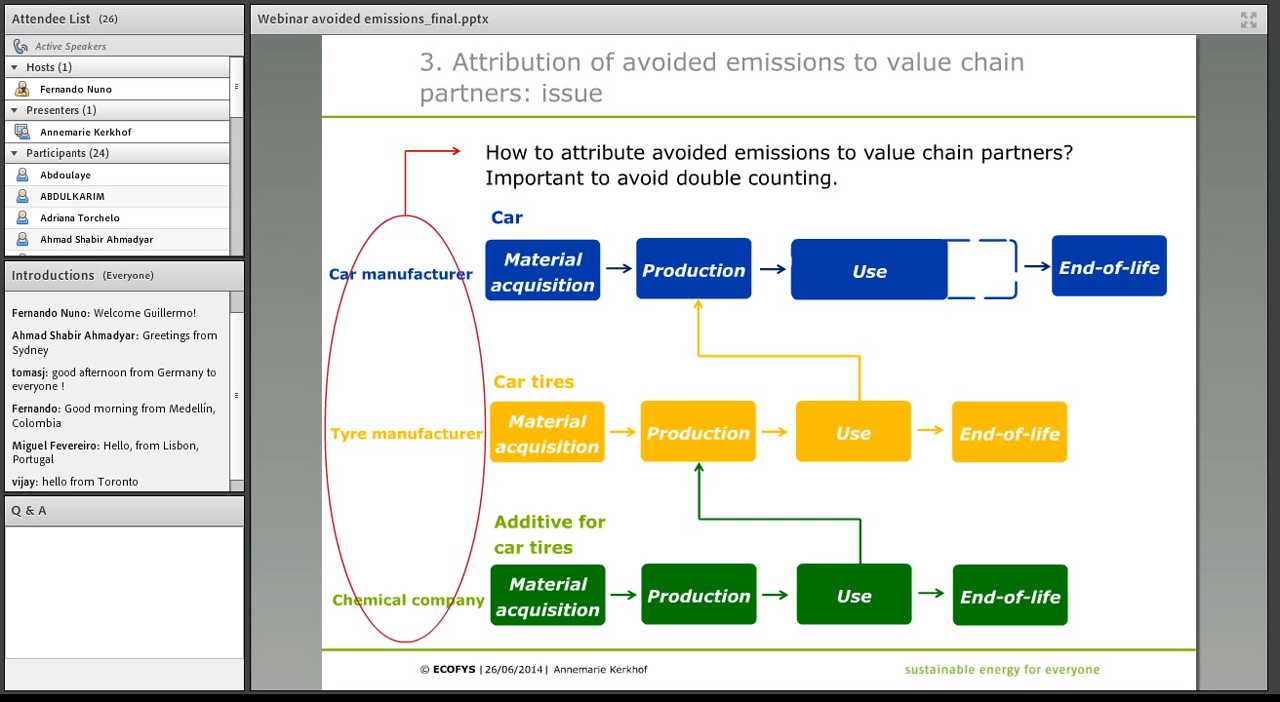 Attendee List (26)
Active Speakers
Hosts (1)
Fernando Nuno
Presenters (1)
Annemarie Kerkhof
Participants (24)
Abdoulaye
ABDULKARIM
Adriana Torchelo
Ahmad Shabir Ahmadyar
Introductions (Everyone)
Fernando Nuno: Welcome Guillermo!
Ahmad Shabir Ahmadyar: Greetings from
Sydney
tomasj: good afternoon from Germany to
everyone !
Fernando: Good morning from Medellín,
Colombia
Miguel Fevereiro: Hello, from Lisbon,
Portugal
vijay: hello from Toronto
Q & A
Webinar avoided emissions_final.pptx
3. Attribution of avoided emissions to value chain
partners: issue
How to attribute avoided emissions to value chain partners?
Important to avoid double counting.
Car
Car manufacturer
Material
acquisition
Production
Use
End-of-life
Car tires
Tyre manufacturer
Material
acquisition
Production
Use
End-of-life
Additive for
car tires
Chemical company
Material
acquisition
Production
Use
End-of-life
© ECOFYS | 26/06/2014 | Annemarie Kerkhof
sustainable energy for everyone